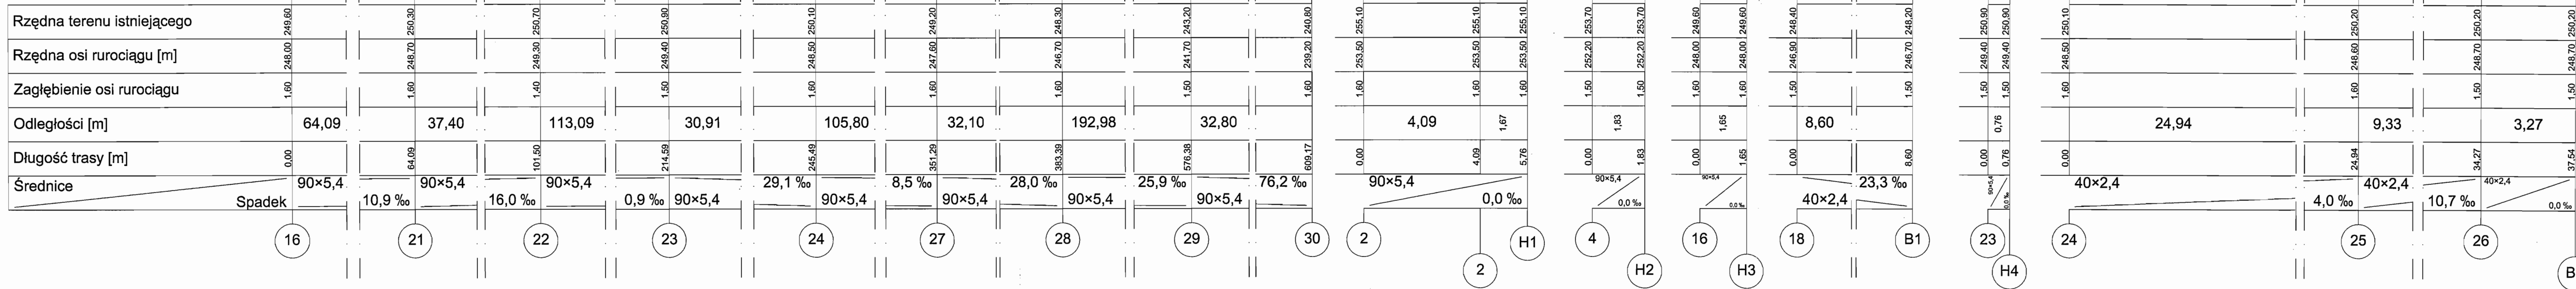 Rzędna terenu istniejącego 249,60 250,30 250,70 250,90 250,10 249,20 248,30 243,20 240,80 255,10 255,10 255,10 253,70 253,70 249,60 249,60 248,40 248,20 250,90 250,90 250,10 250,20 250,20 250,20
Rzędna osi rurociągu [m] 248,00 248,70 249,30 249,40 248,50 247,60 246,70 241,70 239,20 253,50 253,50 253,50 252,20 252,20 248,00 248,00 246,90 246,70 249,40 249,40 248,50 248,60 248,70 248,70
Zagłębienie osi rurociągu 1,60 1,60 1,40 1,50 1,60 1,60 1,60 1,50 1,60 1,60 1,60 1,60 1,50 1,50 1,60 1,60 1,50 1,50 1,50 1,50 1,60 1,60 1,50 1,50
Odległości [m] 64,09 37,40 113,09 30,91 105,80 32,10 192,98 32,80 4,09 1,67 1,83 1,65 8,60 0,76 24,94 9,33 3,27
Długość trasy [m] 0,00 64,09 101,50 214,59 245,49 351,29 383,39 576,38 609,17 0,00 4,09 5,76 0,00 1,83 0,00 1,65 0,00 8,60 0,00 0,76 0,00 24,94 34,27 37,54
Średnice 90×5,4 90×5,4 90×5,4 29,1 ‰ 8,5 ‰ 28,0 ‰ 25,9 ‰ 76,2 ‰ 90×5,4 90×5,4 90×5,4 23,3 ‰ 90×5,4 40×2,4 40×2,4 40×2,4
Spadek 10,9 ‰ 16,0 ‰ 0,9 ‰ 90×5,4 90×5,4 90×5,4 90×5,4 90×5,4 0,0 ‰ 0,0 ‰ 0,0 ‰ 40×2,4 0,0 ‰ 4,0 ‰ 10,7 ‰ 0,0 ‰
16 21 22 23 24 27 28 29 30 2 H1 4 16 18 B1 23 24 25 26
2 H2 H3 H4 B